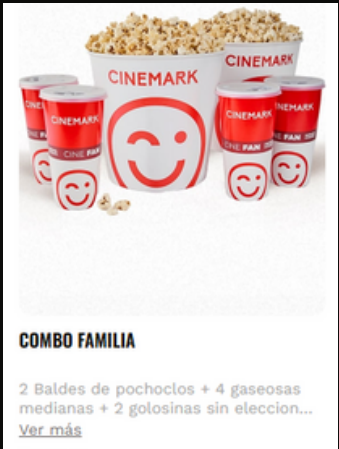 CINEMARK
CINEMARK
CINEMARK
CINEMARK
CINEMARK
CINE FAN
CINE FAN
COMBO FAMILIA
2 Baldes de pochoclos + 4 gaseosas
medianas + 2 golosinas sin eleccion...
Ver más